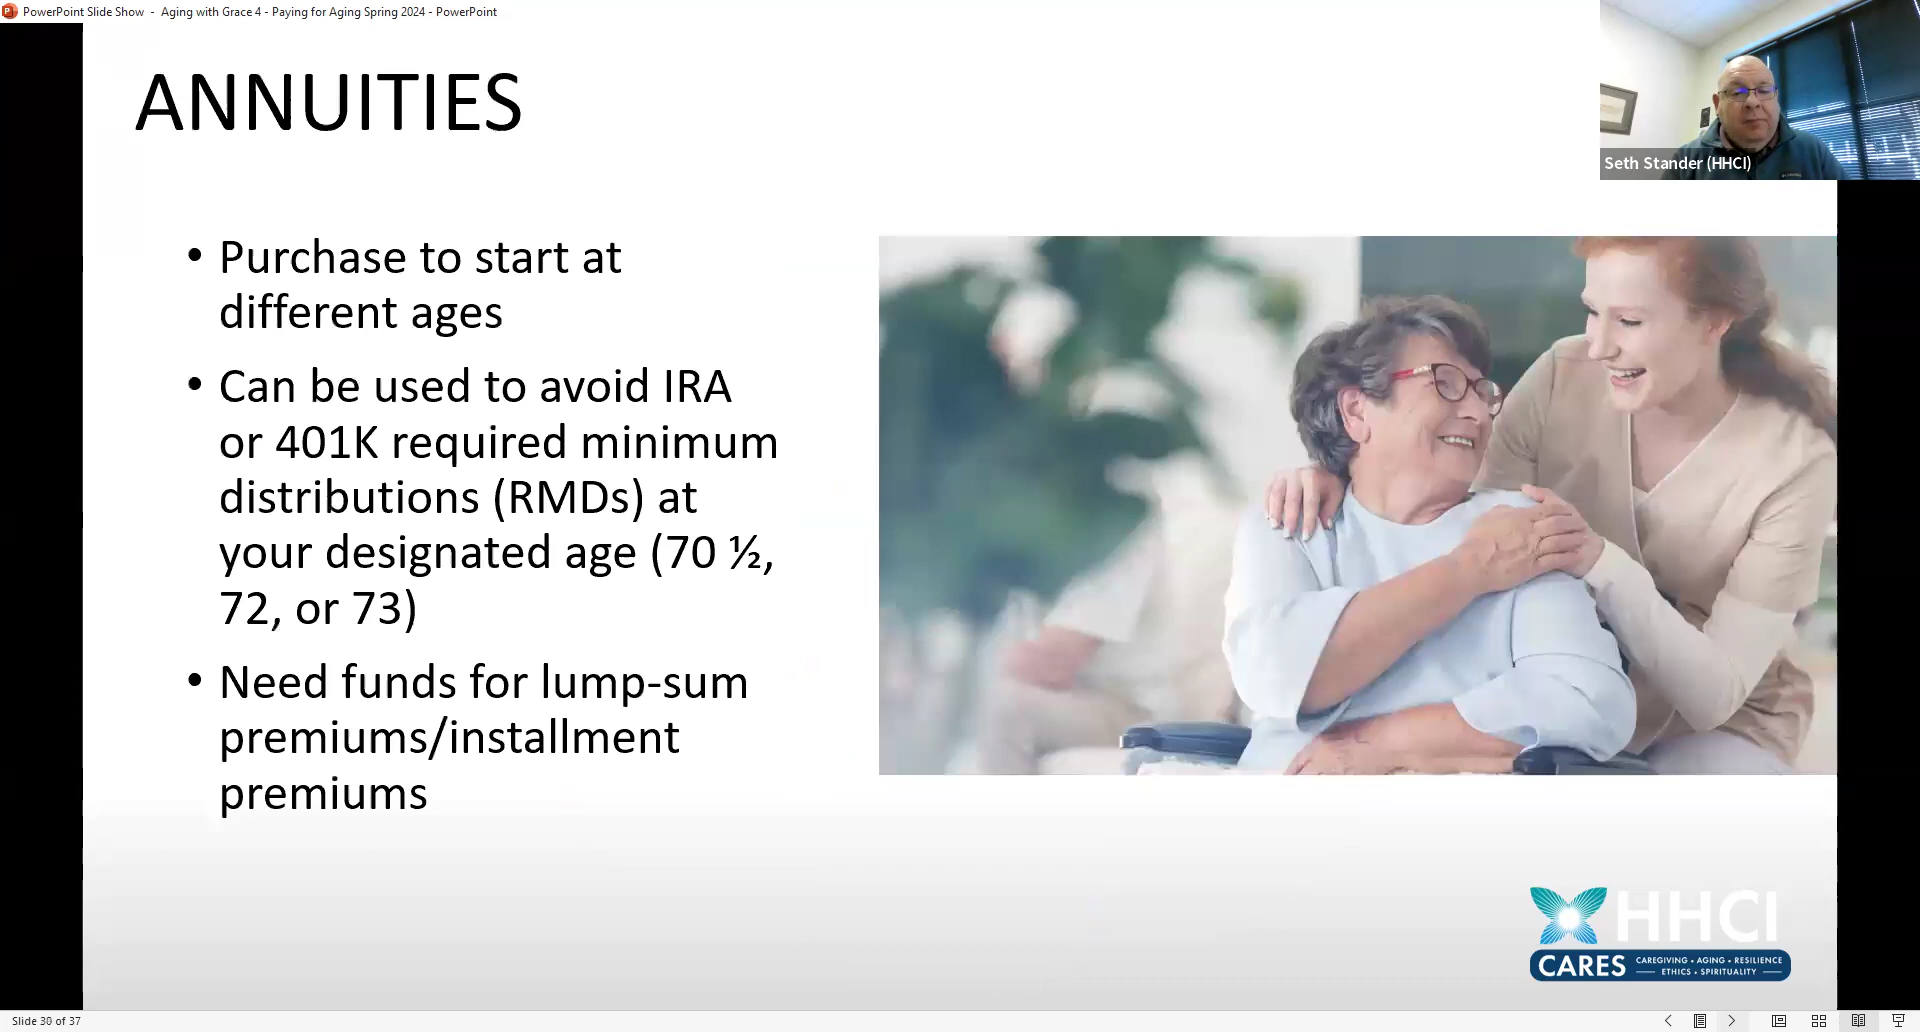 PowerPoint Slide Show - Aging with Grace 4 - Paying for Aging Spring 2024 - PowerPoint
Seth Stander (HHCI)
ANNUITIES
• Purchase to start at
different ages
• Can be used to avoid IRA
or 401K required minimum
distributions (RMDs) at
your designated age (70 ½,
72, or 73)
• Need funds for lump-sum
premiums/installment
premiums
HHCI
CARES
CAREGIVING • AGING • RESILIENCE
ETHICS • SPIRITUALITY
Slide 30 of 37